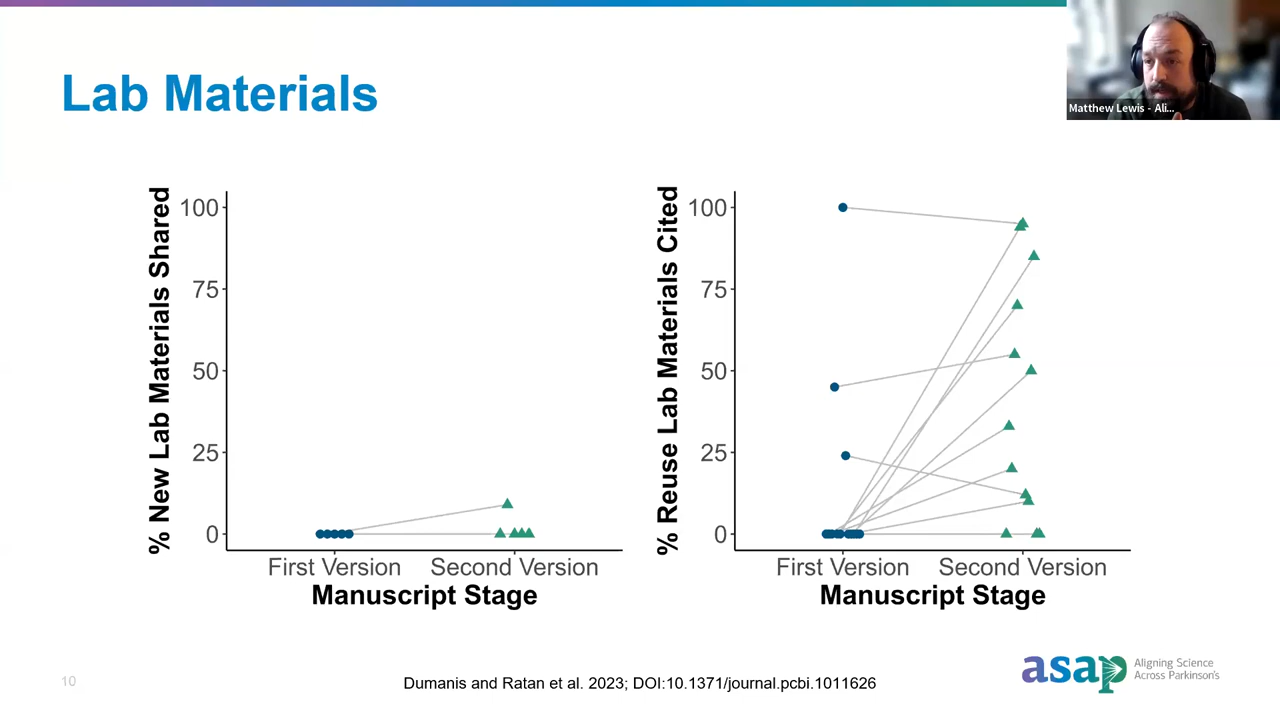 Lab Materials
Matthew Lewis - Ali...
% New Lab Materials Shared
100
75
50
25
0
First Version
Second Version
Manuscript Stage
% Reuse Lab Materials Cited
100
75
50
25
0
First Version
Second Version
Manuscript Stage
10
Dumanis and Ratan et al. 2023; DOI:10.1371/journal.pcbi.1011626
asap
Aligning Science
Across Parkinson's